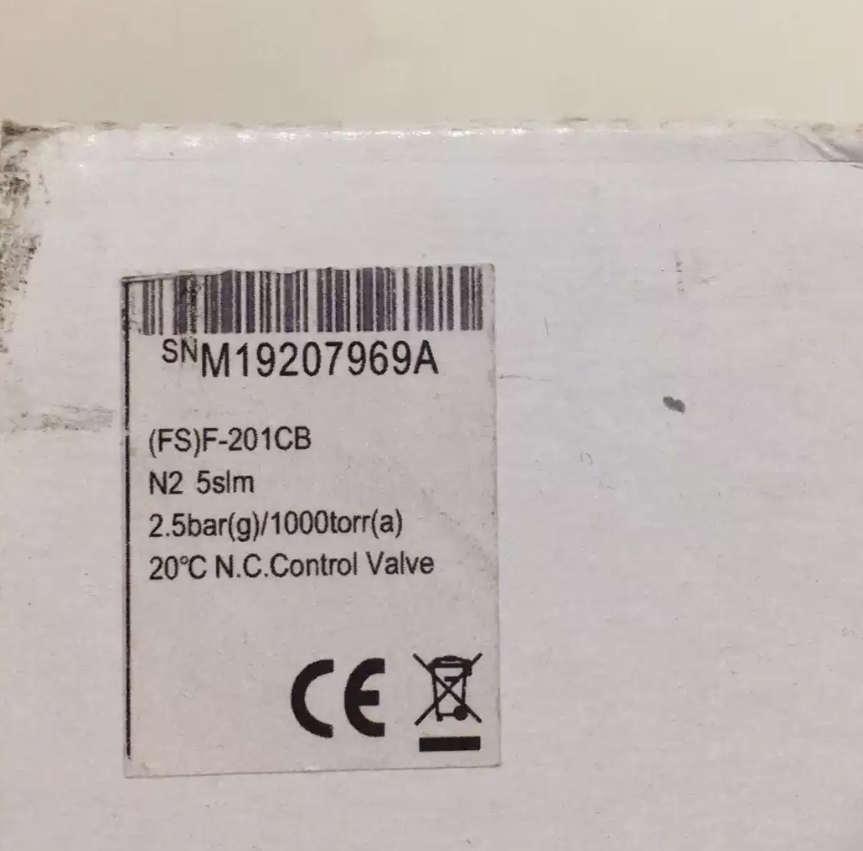 SNM19207969A
(FS)F-201CB
N2 5slm
2.5bar(g)/1000torr(a)
20°C N.C.Control Valve
CE